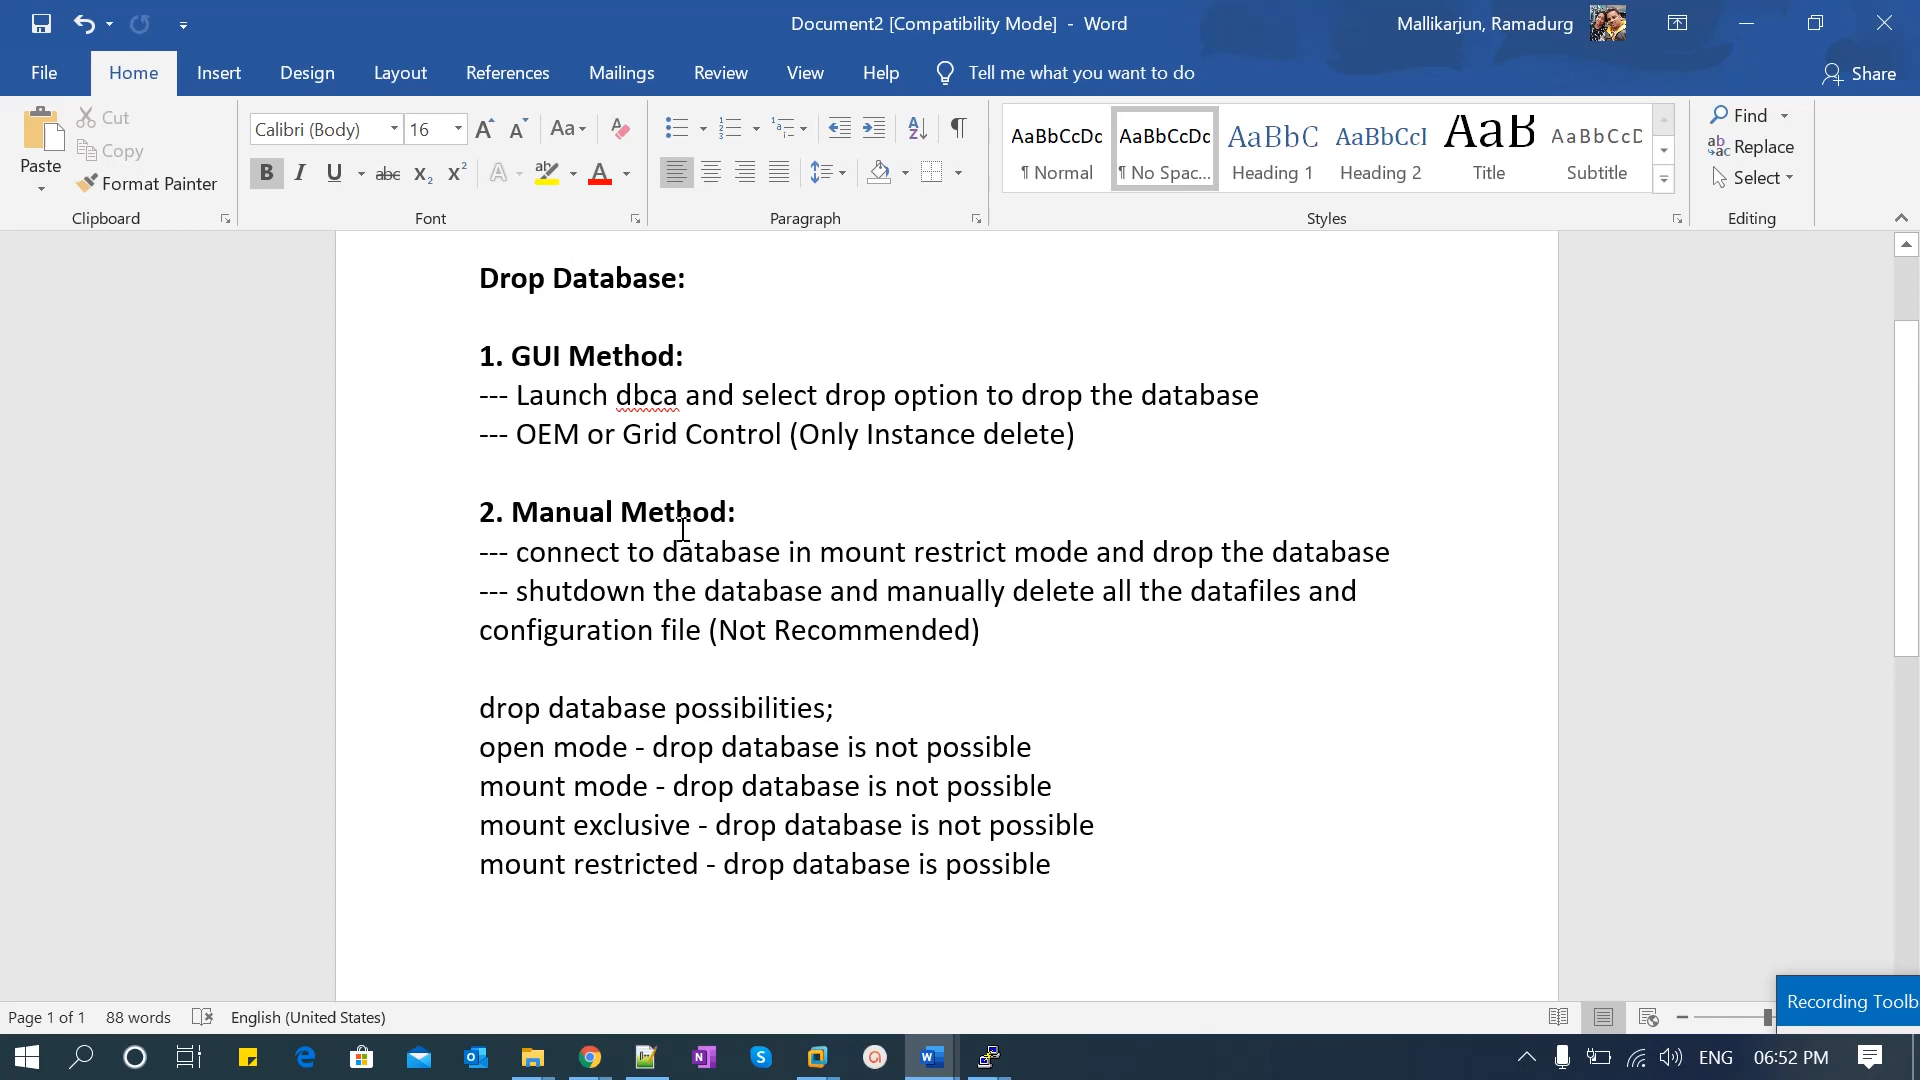 Document2 [Compatibility Mode] - Word
Mallikarjun, Ramadurg
File Home Insert Design Layout References Mailings Review View Help Tell me what you want to do Share
Paste
Cut
Copy
Format Painter
Clipboard
Calibri (Body) 16
Font
Paragraph
AaBbCcDc AaBbCcDc AaBbC AaBbCcI AaB AaBbCcD
¶ Normal ¶ No Spac... Heading 1 Heading 2 Title Subtitle
Styles
Find
Replace
Select
Editing
Drop Database:
1. GUI Method:
--- Launch dbca and select drop option to drop the database
--- OEM or Grid Control (Only Instance delete)
2. Manual Method:
--- connect to database in mount restrict mode and drop the database
--- shutdown the database and manually delete all the datafiles and
configuration file (Not Recommended)
drop database possibilities;
open mode - drop database is not possible
mount mode - drop database is not possible
mount exclusive - drop database is not possible
mount restricted - drop database is possible
Recording Toolb
Page 1 of 1 88 words English (United States)
ENG 06:52 PM